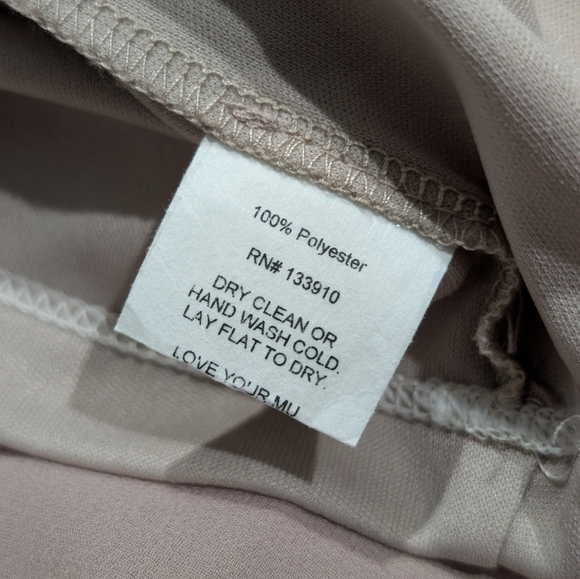 100% Polyester
RN# 133910
DRY CLEAN OR
HAND WASH COLD.
LAY FLAT TO DRY.
LOVE YOUR MU